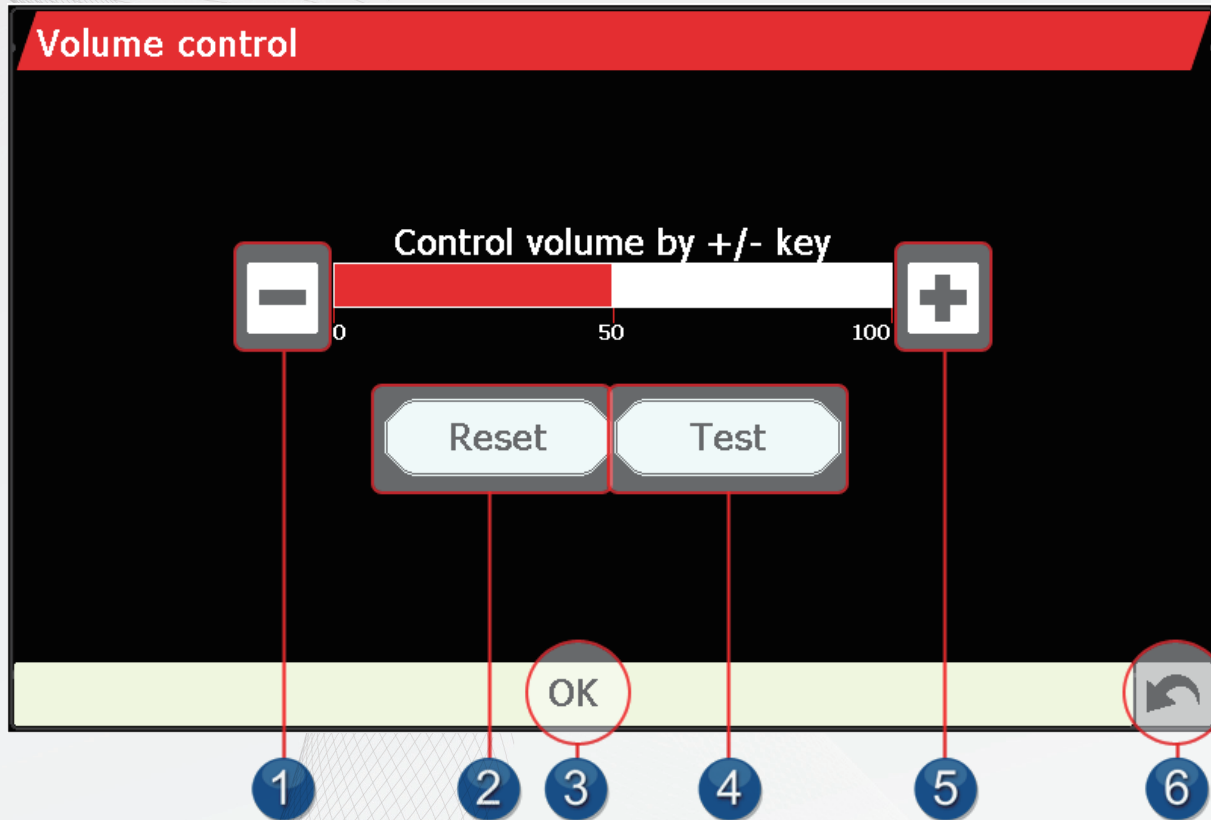 Volume control
Control volume by +/- key
0 50 100
Reset Test
OK
1 2 3 4 5 6